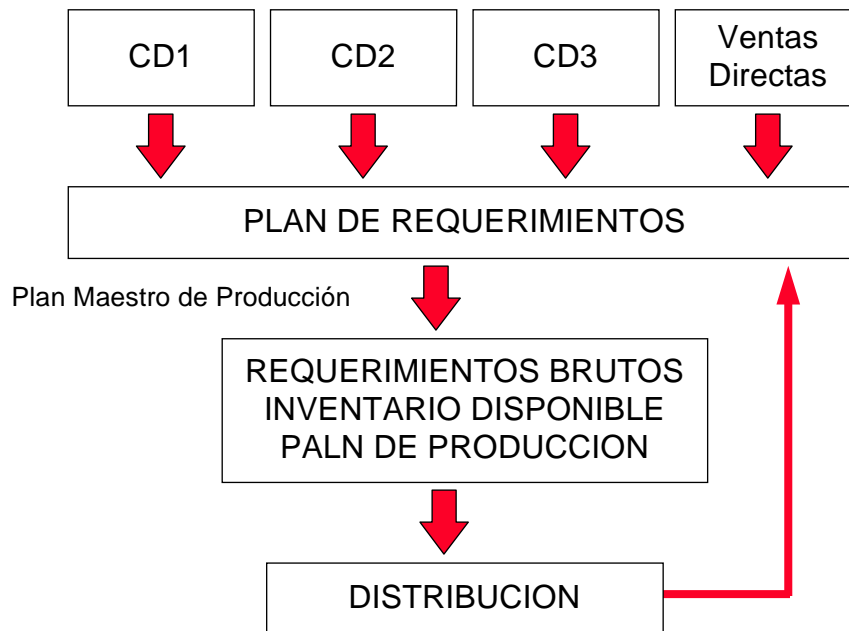 CD1
CD2
CD3
Ventas
Directas
PLAN DE REQUERIMIENTOS
Plan Maestro de Producción
REQUERIMIENTOS BRUTOS
INVENTARIO DISPONIBLE
PALN DE PRODUCCION
DISTRIBUCION